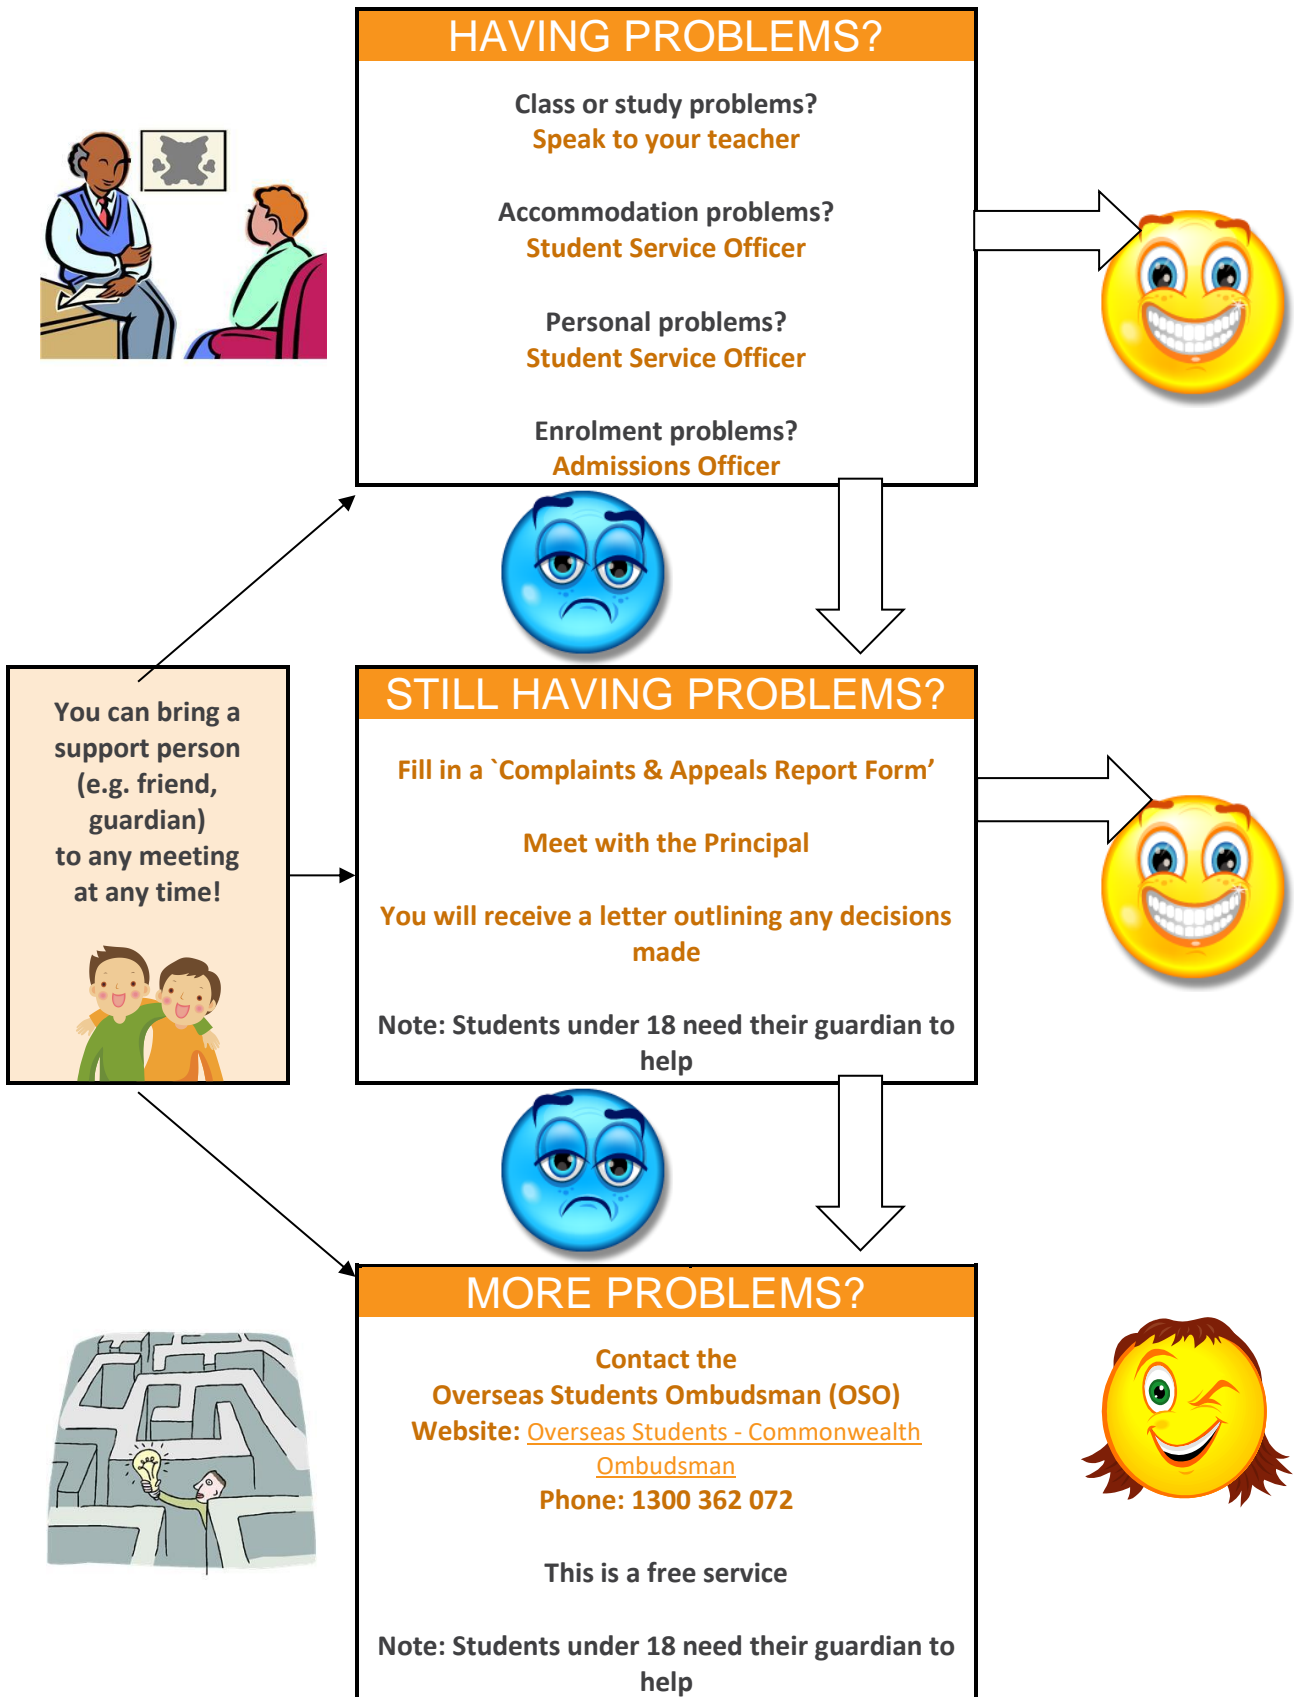 HAVING PROBLEMS?
Class or study problems?
Speak to your teacher
Accommodation problems?
Student Service Officer
Personal problems?
Student Service Officer
Enrolment problems?
Admissions Officer
You can bring a
support person
(e.g. friend,
guardian)
to any meeting
at any time!
STILL HAVING PROBLEMS?
Fill in a `Complaints & Appeals Report Form’
Meet with the Principal
You will receive a letter outlining any decisions
made
Note: Students under 18 need their guardian to
help
MORE PROBLEMS?
Contact the
Overseas Students Ombudsman (OSO)
Website: Overseas Students - Commonwealth
Ombudsman
Phone: 1300 362 072
This is a free service
Note: Students under 18 need their guardian to
help